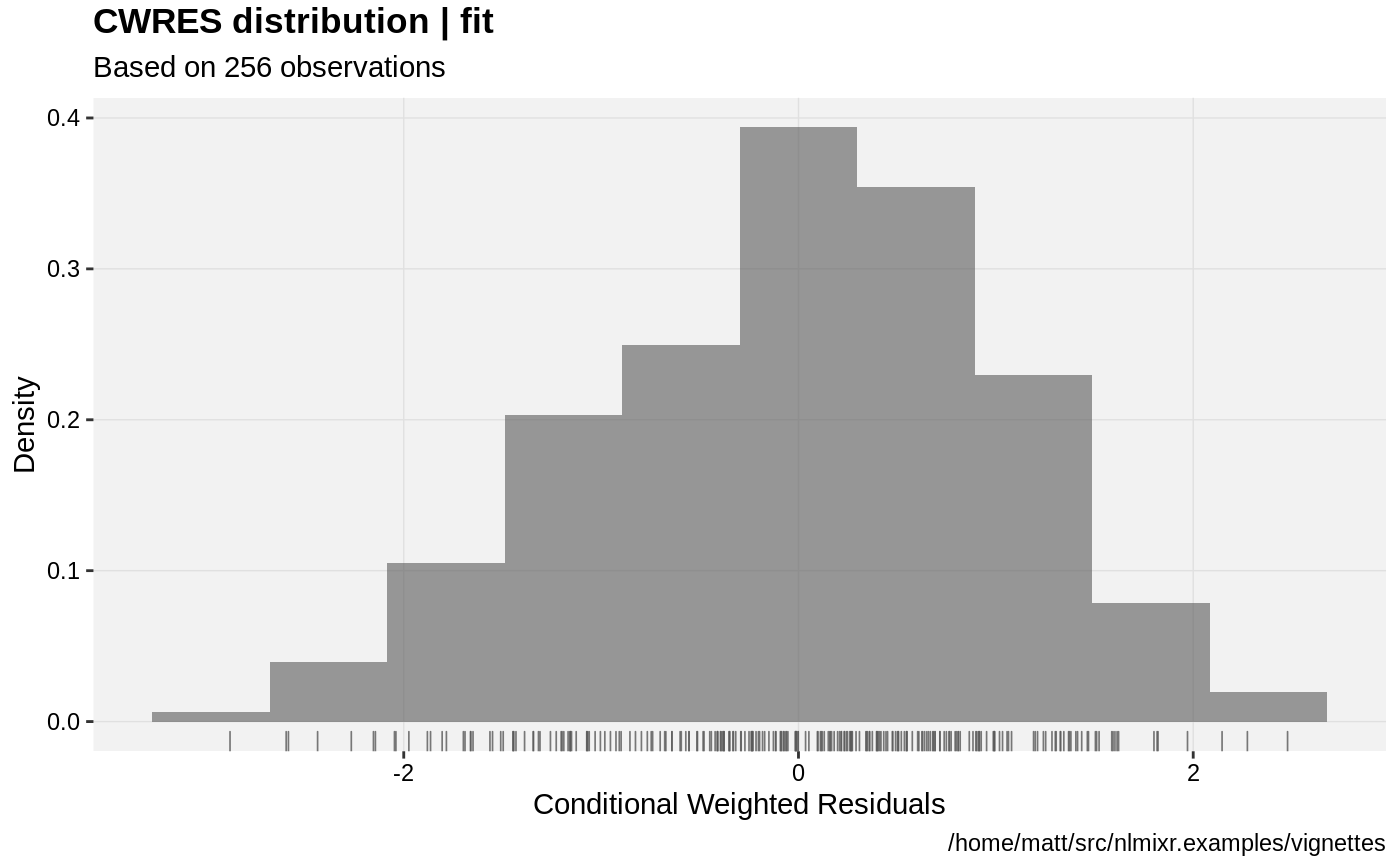 CWRES distribution | fit
Based on 256 observations
0.4
0.3
0.2
0.1
0.0
Density
-2 0 2
Conditional Weighted Residuals
/home/matt/src/nlmixr.examples/vignettes